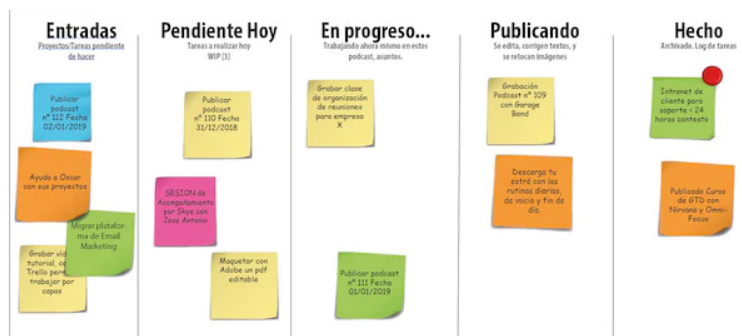 Entradas
Proyectos/Tareas pendiente
de hacer
Publicar
podcast
nº 112 Fecha
02/01/2019
Ayuda a Oscar
con sus proyectos
Migrar platafor-
ma de Email
Marketing
Grabar
tutorial,
Trello
trabajar por
capas
Pendiente Hoy
Tareas a realizar hoy
WIP [3]
Publicar
podcast
nº 110 Fecha
31/12/2018
SESION de
Acompañamiento
por Skype con
Jose Antonio
Maquetar con
Adobe un pdf
editable
En progreso...
Trabajando ahora mismo en estos
podcast, asuntos.
Grabar clase
de organización
de reuniones
para empresa
X
Publicar podcast
nº 111 Fecha
01/01/2019
Publicando
Se edita, corrigen textos, y
se retocan imágenes
Grabación
Podcast nº 109
con Garage
Band
Descarga tu
estré con las
rutinas diarias,
de inicio y fin de
día.
Hecho
Archivado. Log de tareas
Intranet de
cliente para
soporte < 24
horas contesto
Publicado Curso
de GTD con
Nirvana y Omni-
Focus